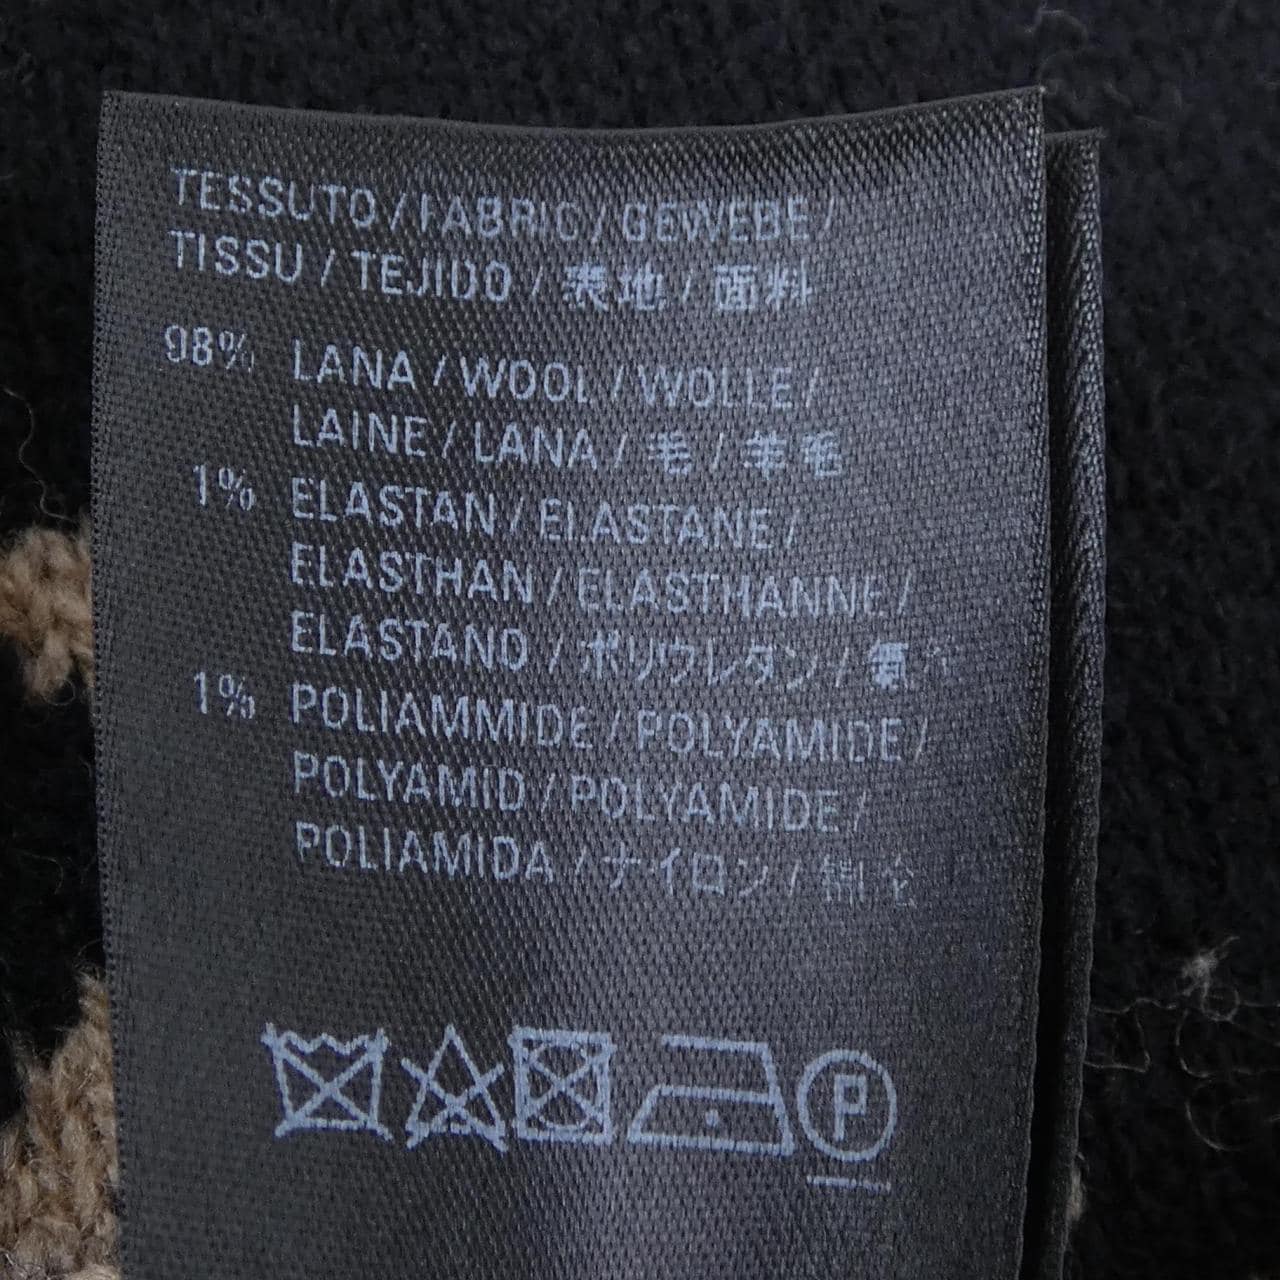 TESSUTO / FABRIC / GEWEBE /
TISSU / TEJIDO / 表地 / 面料
98% LANA / WOOL / WOLLE /
LAINE / LANA / 毛 / 羊毛
1% ELASTAN / ELASTANE /
ELASTHAN / ELASTHANNE /
ELASTANO / ポリウレタン /
1% POLIAMMIDE / POLYAMIDE /
POLYAMID / POLYAMIDE /
POLIAMIDA / ナイロン /
P